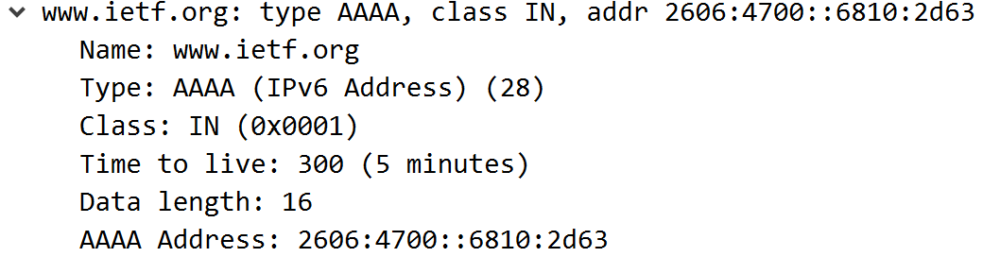 www.ietf.org: type AAAA, class IN, addr 2606:4700::6810:2d63
Name: www.ietf.org
Type: AAAA (IPv6 Address) (28)
Class: IN (0x0001)
Time to live: 300 (5 minutes)
Data length: 16
AAAA Address: 2606:4700::6810:2d63